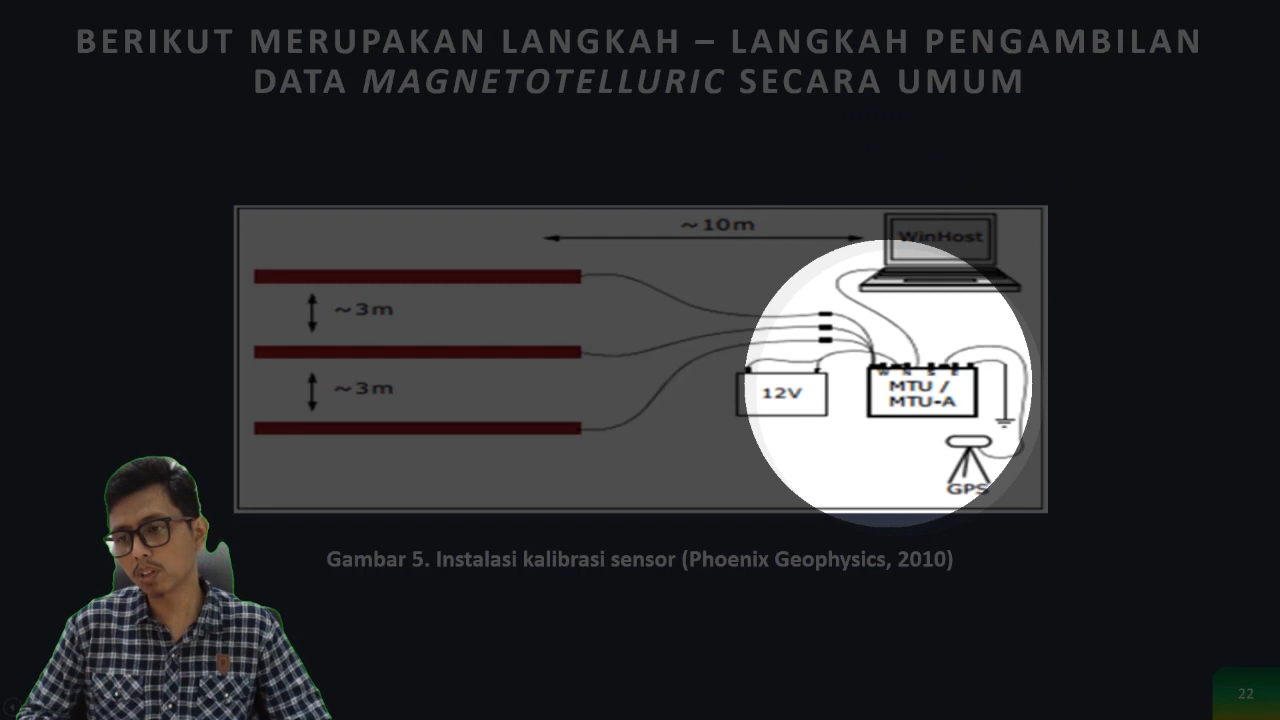 BERIKUT MERUPAKAN LANGKAH – LANGKAH PENGAMBILAN
DATA MAGNETOTELLURIC SECARA UMUM
~10m
WinHost
~3m
~3m
12V
W N S E
MTU /
MTU-A
GPS
Gambar 5. Instalasi kalibrasi sensor (Phoenix Geophysics, 2010)
22